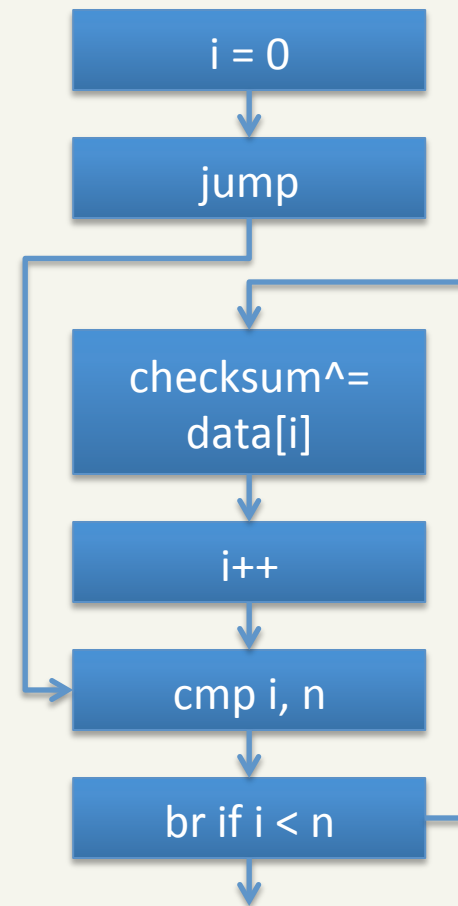 i = 0
jump
checksum^=
data[i]
i++
cmp i, n
br if i < n